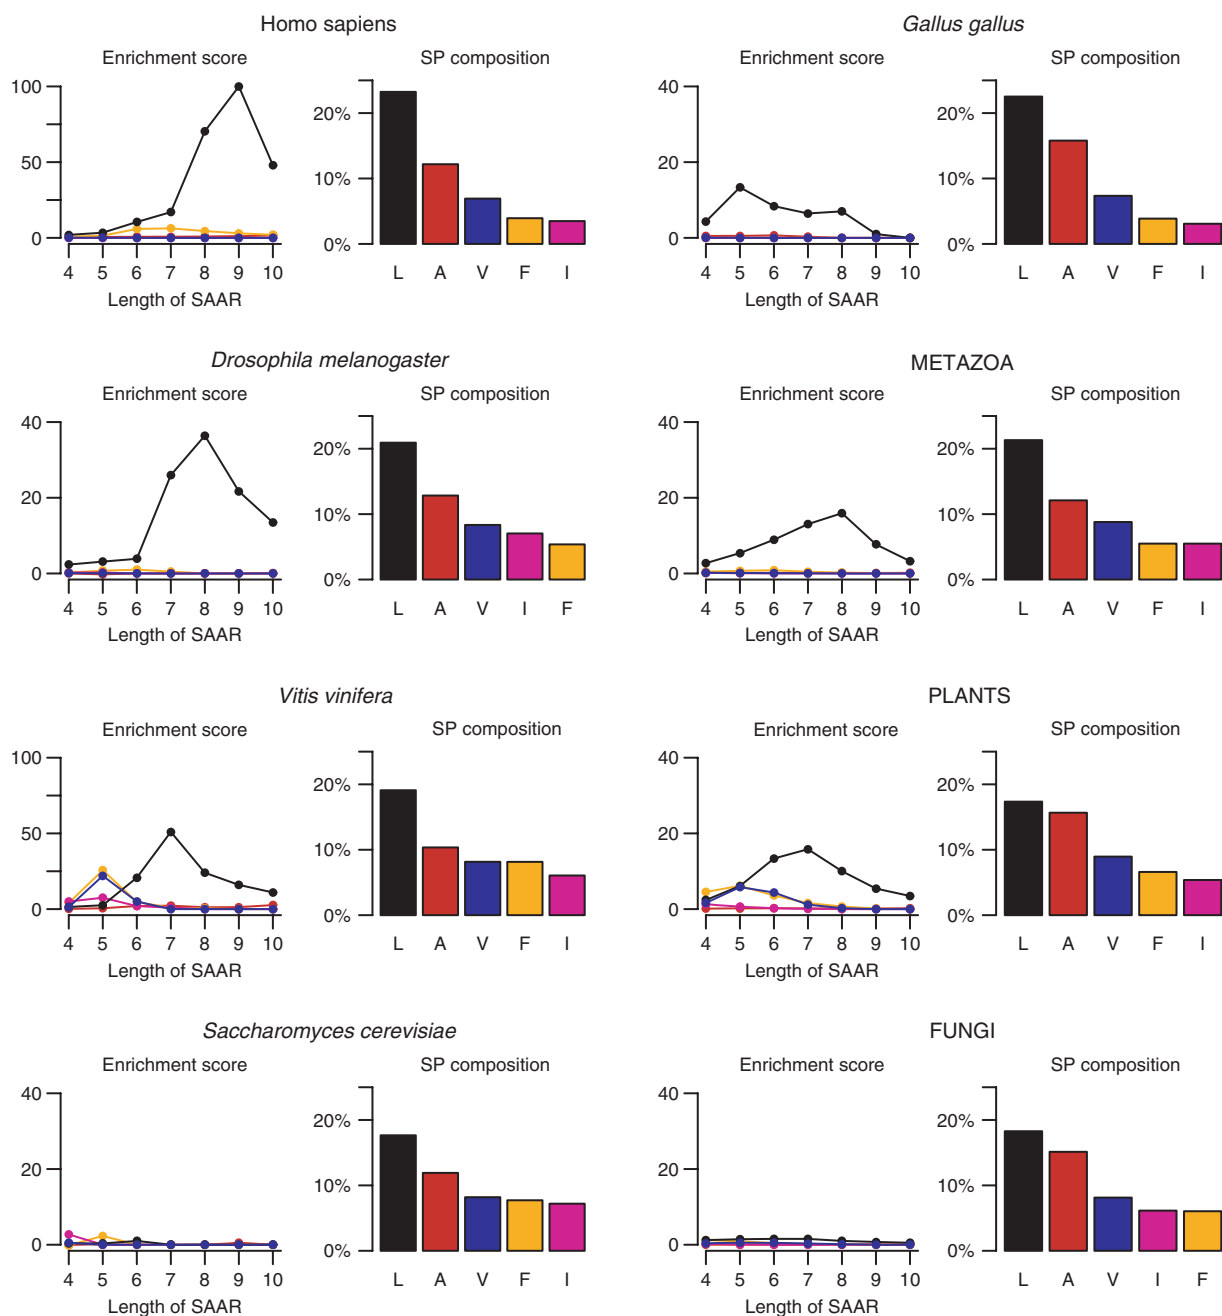 Homo sapiens
Enrichment score
SP composition
100
50
0
4 5 6 7 8 9 10
Length of SAAR
20%
10%
0%
L A V F I
Gallus gallus
Enrichment score
SP composition
40
20
0
4 5 6 7 8 9 10
Length of SAAR
20%
10%
0%
L A V F I
Drosophila melanogaster
Enrichment score
SP composition
40
20
0
4 5 6 7 8 9 10
Length of SAAR
20%
10%
0%
L A V I F
METAZOA
Enrichment score
SP composition
40
20
0
4 5 6 7 8 9 10
Length of SAAR
20%
10%
0%
L A V F I
Vitis vinifera
Enrichment score
SP composition
100
50
0
4 5 6 7 8 9 10
Length of SAAR
20%
10%
0%
L A V F I
PLANTS
Enrichment score
SP composition
40
20
0
4 5 6 7 8 9 10
Length of SAAR
20%
10%
0%
L A V F I
Saccharomyces cerevisiae
Enrichment score
SP composition
40
20
0
4 5 6 7 8 9 10
Length of SAAR
20%
10%
0%
L A V F I
FUNGI
Enrichment score
SP composition
40
20
0
4 5 6 7 8 9 10
Length of SAAR
20%
10%
0%
L A V I F